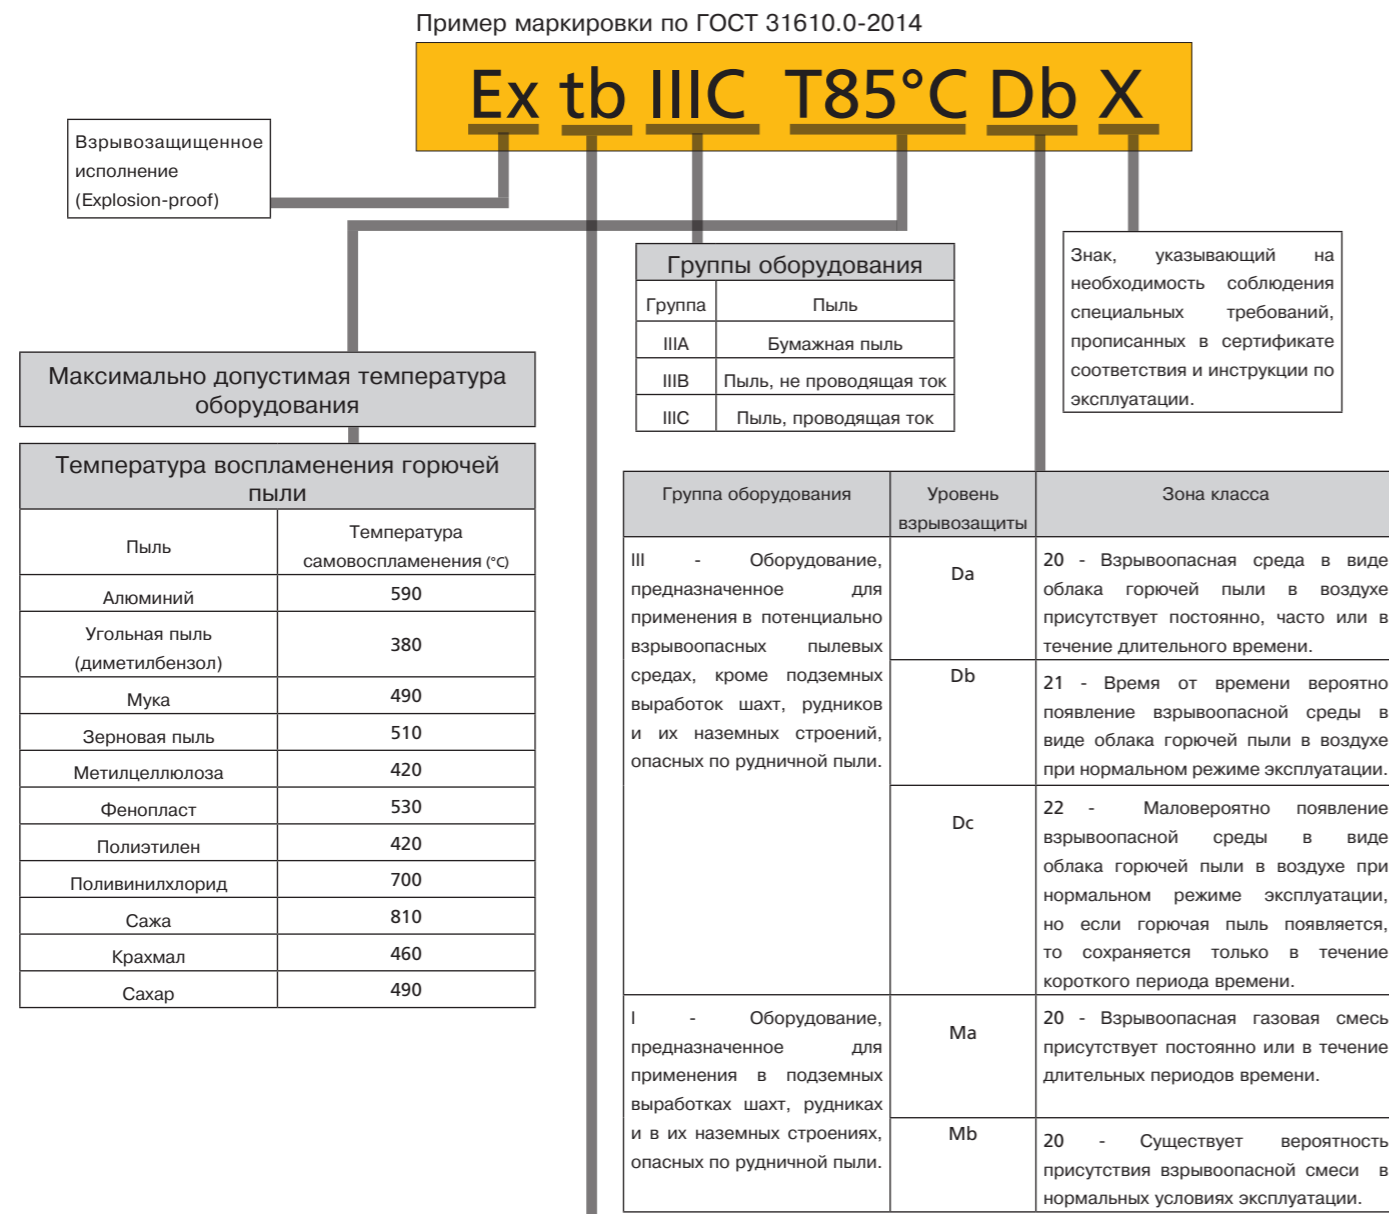 Пример маркировки по ГОСТ 31610.0-2014
Ex tb IIIC T85°C Db X
Взрывозащищенное
исполнение
(Explosion-proof)
Группы оборудования
Группа Пыль
IIIA Бумажная пыль
IIIB Пыль, не проводящая ток
IIIC Пыль, проводящая ток
Знак, указывающий на
необходимость соблюдения
специальных требований,
прописанных в сертификате
соответствия и инструкции по
эксплуатации.
Максимально допустимая температура
оборудования
Температура воспламенения горючей
пыли
Пыль
Температура
самовоспламенения (°C)
Алюминий 590
Угольная пыль
(диметилбензол)
380
Мука 490
Зерновая пыль 510
Метилцеллюлоза 420
Фенопласт 530
Полиэтилен 420
Поливинилхлорид 700
Сажа 810
Крахмал 460
Сахар 490
Группа оборудования
Уровень
взрывозащиты
Зона класса
III - Оборудование,
предназначенное для
применения в потенциально
взрывоопасных пылевых
средах, кроме подземных
выработок шахт, рудников
и их наземных строений,
опасных по рудничной пыли.
Da
20 - Взрывоопасная среда в виде
облака горючей пыли в воздухе
присутствует постоянно, часто или в
течение длительного времени.
Db
21 - Время от времени вероятно
появление взрывоопасной среды в
виде облака горючей пыли в воздухе
при нормальном режиме эксплуатации.
Dc
22 - Маловероятно появление
взрывоопасной среды в виде
облака горючей пыли в воздухе при
нормальном режиме эксплуатации,
но если горючая пыль появляется,
то сохраняется только в течение
короткого периода времени.
I - Оборудование,
предназначенное для
применения в подземных
выработках шахт, рудниках
и в их наземных строениях,
опасных по рудничной пыли.
Ma
20 - Взрывоопасная газовая смесь
присутствует постоянно или в течение
длительных периодов времени.
Mb
20 - Существует вероятность
присутствия взрывоопасной смеси в
нормальных условиях эксплуатации.